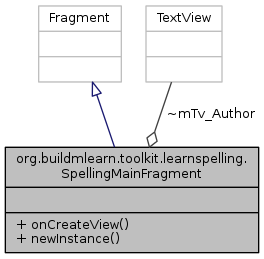 Fragment
TextView
~mTv_Author
org.buildmlearn.toolkit.learnspelling.
SpellingMainFragment
+ onCreateView()
+ newInstance()